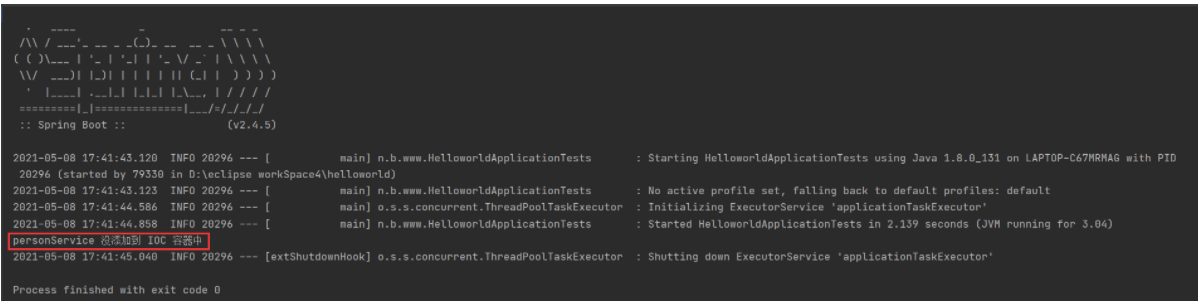 .   ____          _            __ _ _
 /\\ / ___'_ __ _ _(_)_ __  __ _ \ \ \ \
( ( )\___ | '_ | '_| | '_ \/ _` | \ \ \ \
 \\/  ___)| |_)| | | | | || (_| |  ) ) ) )
  '  |____| .__|_| |_|_| |_\__, | / / / /
 =========|_|==============|___/=/_/_/_/
 :: Spring Boot ::                (v2.4.5)
2021-05-08 17:41:43.120  INFO 20296 --- [           main] n.b.www.HelloworldApplicationTests       : Starting HelloworldApplicationTests using Java 1.8.0_131 on LAPTOP-C67MRMAG with PID
 20296 (started by 79330 in D:\eclipse workSpace4\helloworld)
2021-05-08 17:41:43.123  INFO 20296 --- [           main] n.b.www.HelloworldApplicationTests       : No active profile set, falling back to default profiles: default
2021-05-08 17:41:44.586  INFO 20296 --- [           main] o.s.s.concurrent.ThreadPoolTaskExecutor  : Initializing ExecutorService 'applicationTaskExecutor'
2021-05-08 17:41:44.858  INFO 20296 --- [           main] n.b.www.HelloworldApplicationTests       : Started HelloworldApplicationTests in 2.139 seconds (JVM running for 3.04)
personService 没添加到 IOC 容器中
2021-05-08 17:41:45.040  INFO 20296 --- [extShutdownHook] o.s.s.concurrent.ThreadPoolTaskExecutor  : Shutting down ExecutorService 'applicationTaskExecutor'
Process finished with exit code 0